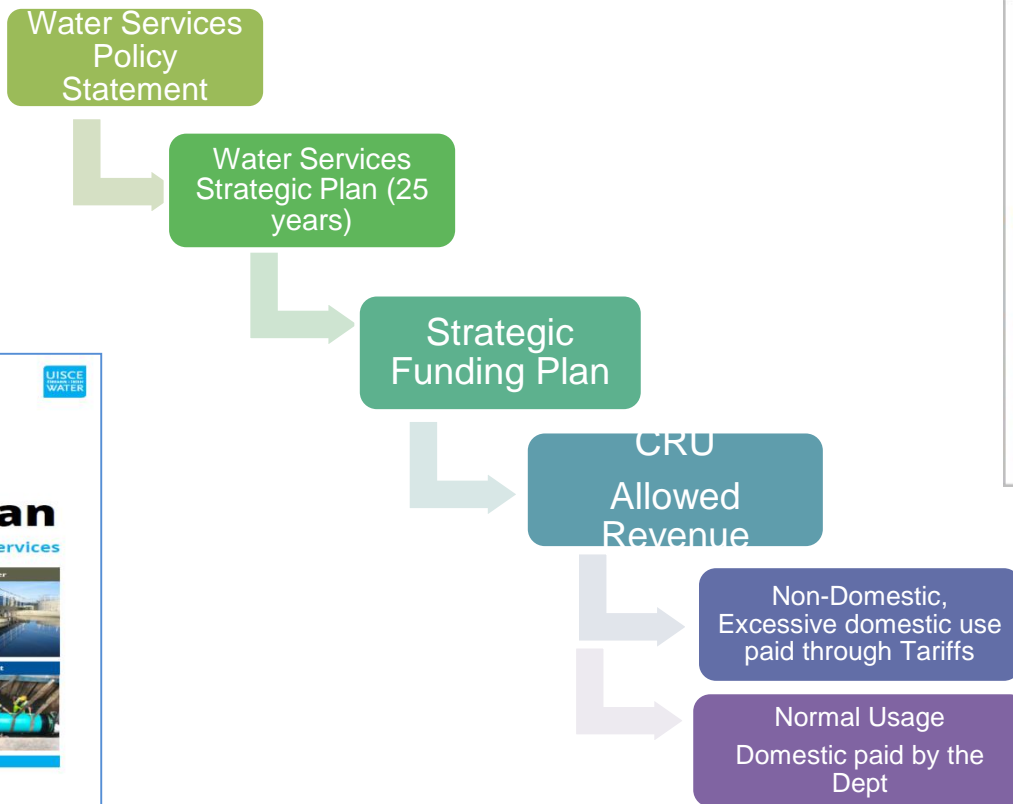 Water Services
Policy
Statement
Water Services
Strategic Plan (25
years)
Strategic
Funding Plan
UISCE
WATER
an
ervices
CRU
Allowed
Revenue
Non-Domestic,
Excessive domestic use
paid through Tariffs
Normal Usage
Domestic paid by the
Dept